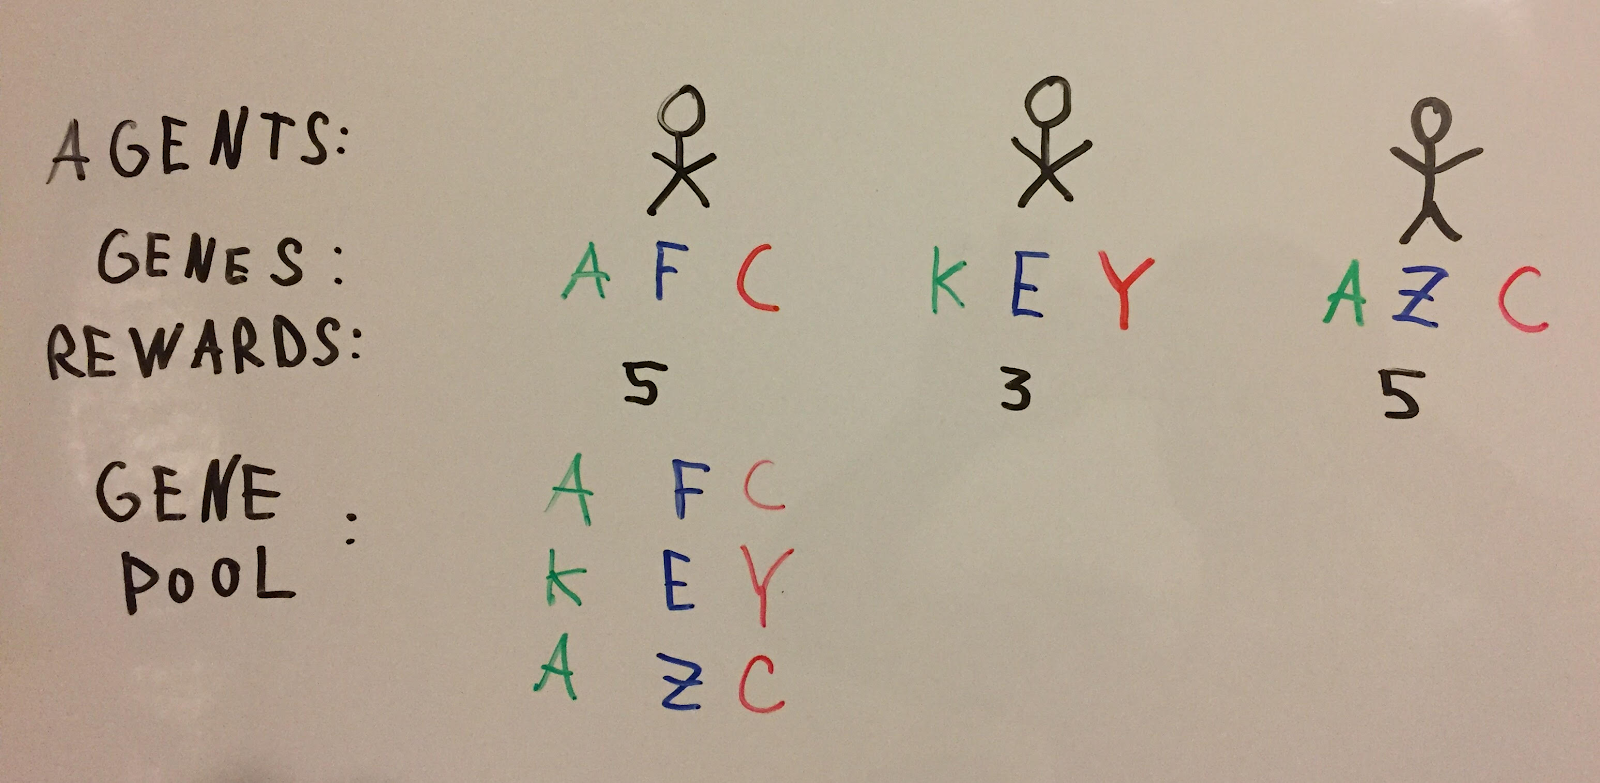 AGENTS:
GENES: A F C K E Y A Z C
REWARDS: 5 3 5
GENE POOL: A F C
K E Y
A Z C